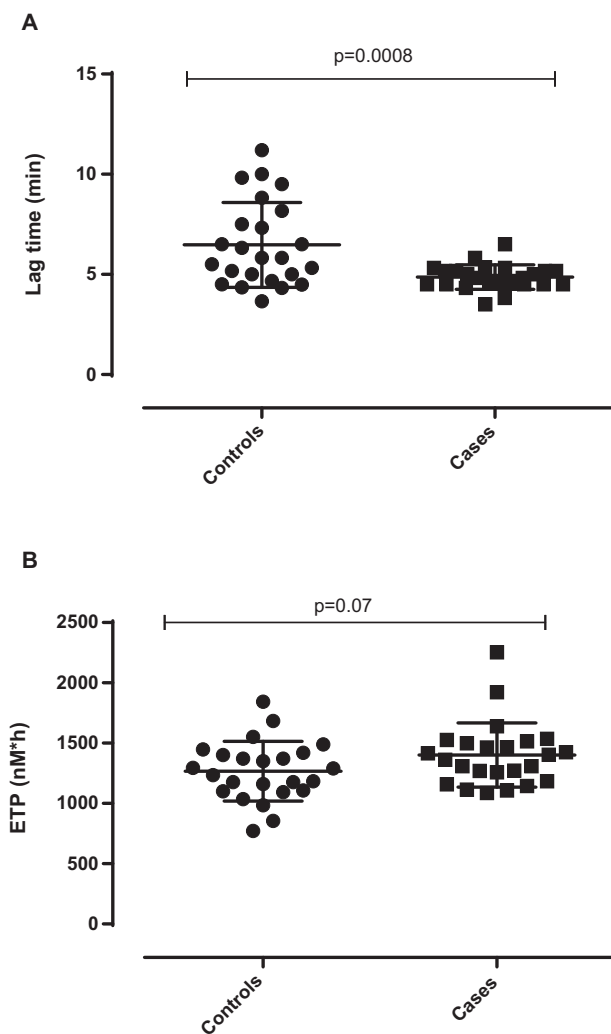 A
p=0.0008
15
10
5
0
Lag time (min)
Controls
Cases
B
p=0.07
2500
2000
1500
1000
500
0
ETP (nM*h)
Controls
Cases